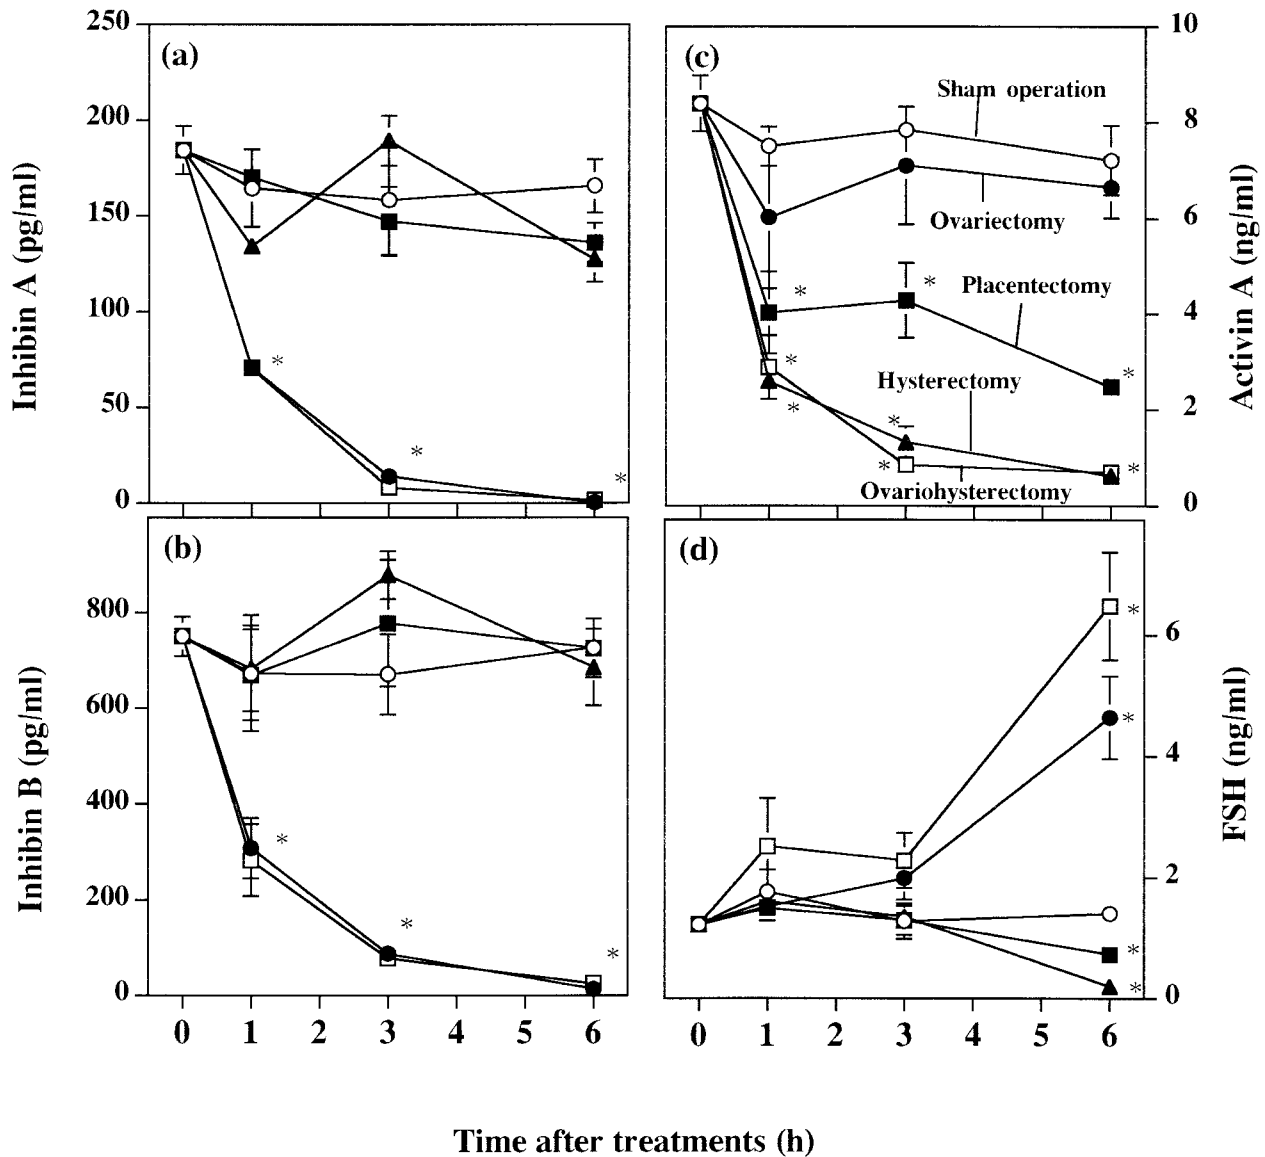 (a)
250
200
150
100
50
0
Inhibin A (pg/ml)
*
*
*
(c)
10
8
6
4
2
0
Activin A (ng/ml)
Sham operation
Ovariectomy
Placentectomy
Hysterectomy
Ovariohysterectomy
*
*
*
*
*
*
*
*
(b)
800
600
400
200
0
Inhibin B (pg/ml)
*
*
*
0 1 2 3 4 5 6
(d)
6
4
2
0
FSH (ng/ml)
*
*
*
*
0 1 2 3 4 5 6
Time after treatments (h)